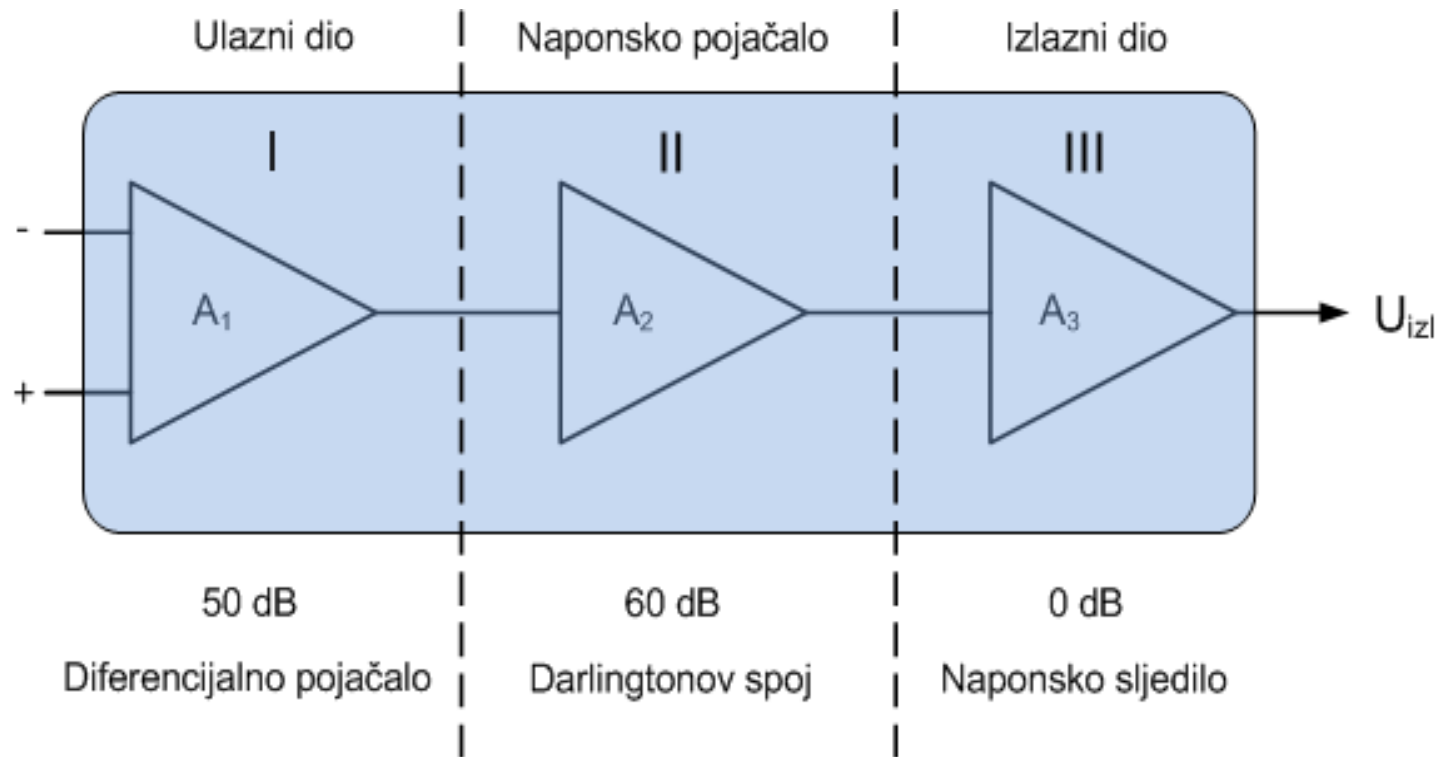 Ulazni dio
Naponsko pojačalo
Izlazni dio
I
II
III
-
+
A₁
A₂
A₃
Uizl
50 dB
60 dB
0 dB
Diferencijalno pojačalo
Darlingtonov spoj
Naponsko sljedilo